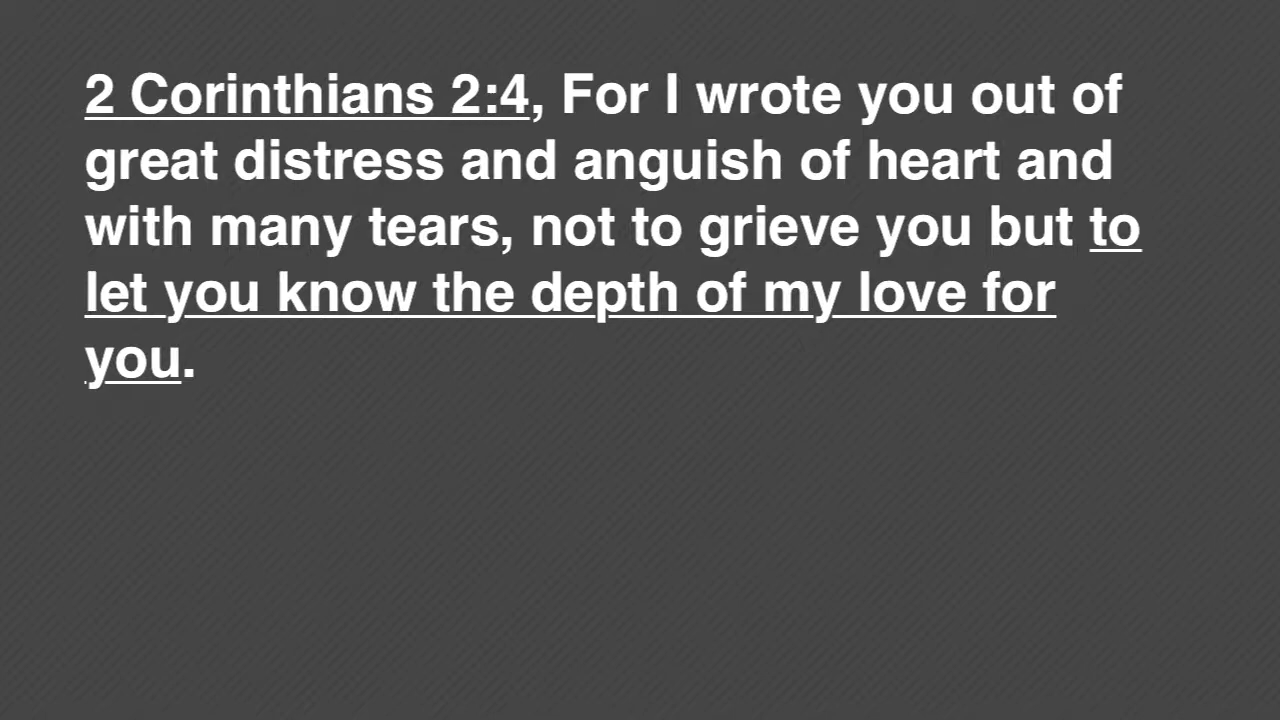 2 Corinthians 2:4, For I wrote you out of
great distress and anguish of heart and
with many tears, not to grieve you but to
let you know the depth of my love for
you.